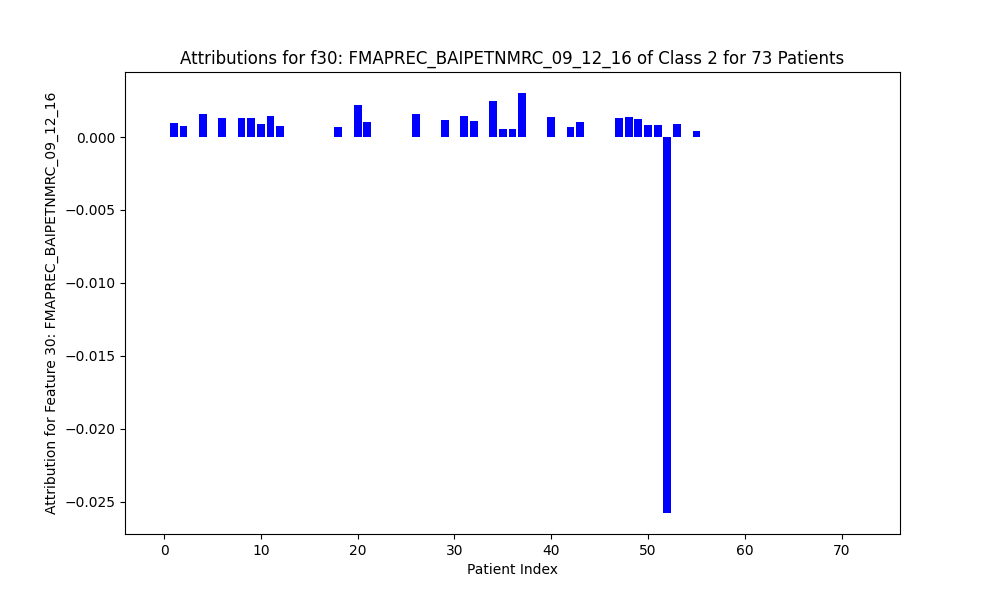 Attributions for f30: FMAPREC_BAIPETNMRC_09_12_16 of Class 2 for 73 Patients
Attribution for Feature 30: FMAPREC_BAIPETNMRC_09_12_16
0.000
−0.005
−0.010
−0.015
−0.020
−0.025
0 10 20 30 40 50 60 70
Patient Index